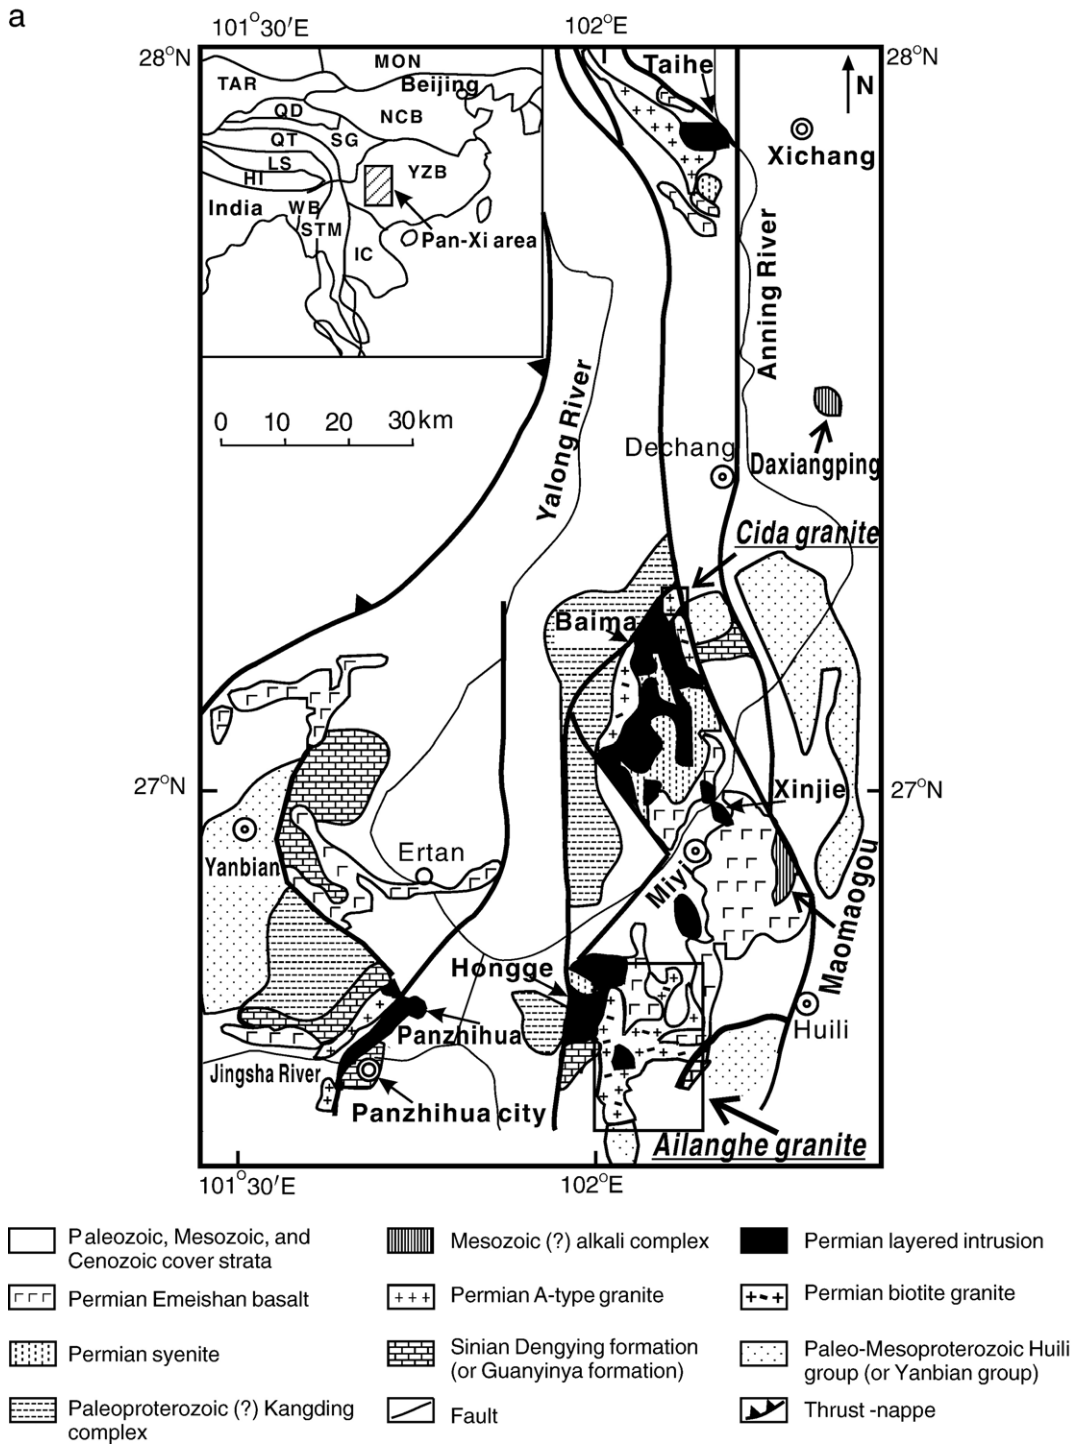 a
101°30′E
102°E
28°N
28°N
MON
TAR
Beijing
QD
NCB
QT
SG
LS
HI
YZB
WB
India
STM
IC
Pan-Xi area
Taihe
N
Xichang
Anning River
Yalong River
0 10 20 30km
Dechang
Daxiangping
Cida granite
Baima
27°N
27°N
Xinjie
Yanbian
Ertan
Miyi
Maomaogou
Hongge
Panzhihua
Huili
Jingsha River
Panzhihua city
Ailanghe granite
101°30′E
102°E
Paleozoic, Mesozoic, and
Cenozoic cover strata
Mesozoic (?) alkali complex
Permian layered intrusion
Permian Emeishan basalt
Permian A-type granite
Permian biotite granite
Permian syenite
Sinian Dengying formation
(or Guanyinya formation)
Paleo-Mesoproterozoic Huili
group (or Yanbian group)
Paleoproterozoic (?) Kangding
complex
Fault
Thrust -nappe